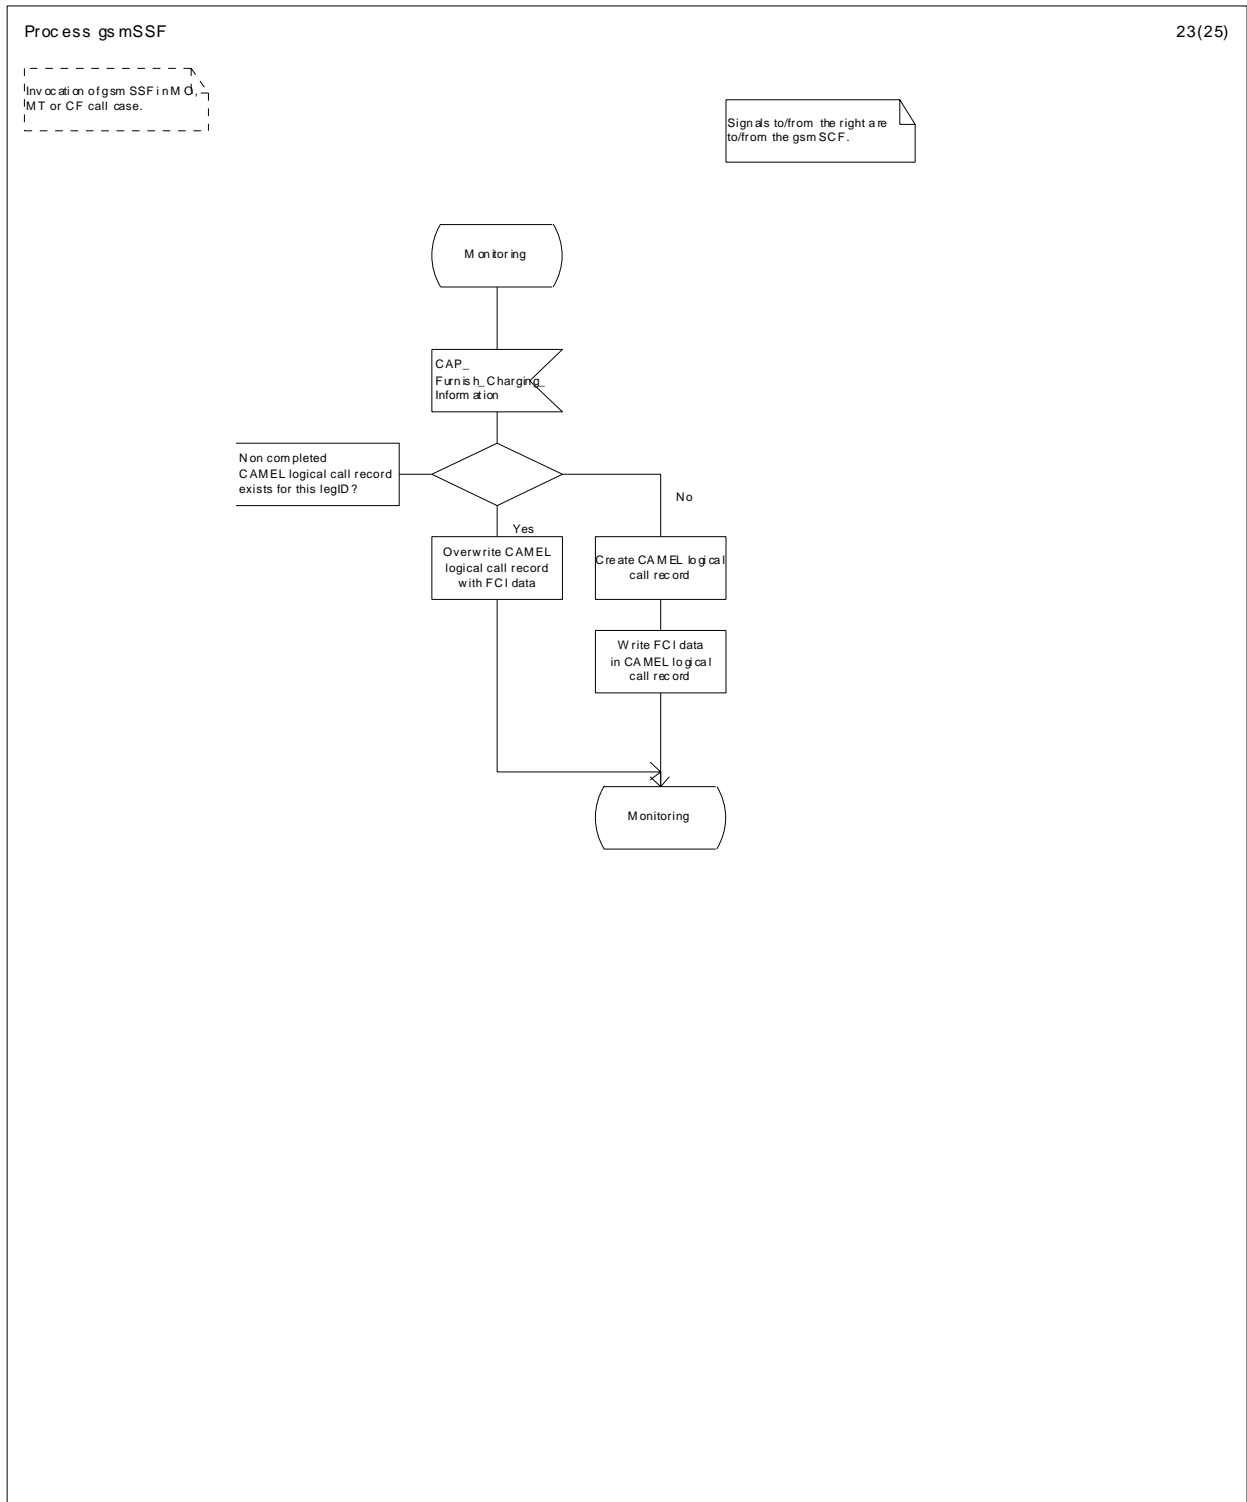 Process gsmSSF
23(25)
Invocation of gsm SSF in MO,
MT or CF call case.
Signals to/from the right are
to/from the gsmSCF.
Monitoring
CAP_
Furnish_Charging_
Information
Non completed
CAMEL logical call record
exists for this legID?
No
Yes
Overwrite CAMEL
logical call record
with FCI data
Create CAMEL logical
call record
Write FCI data
in CAMEL logical
call record
Monitoring